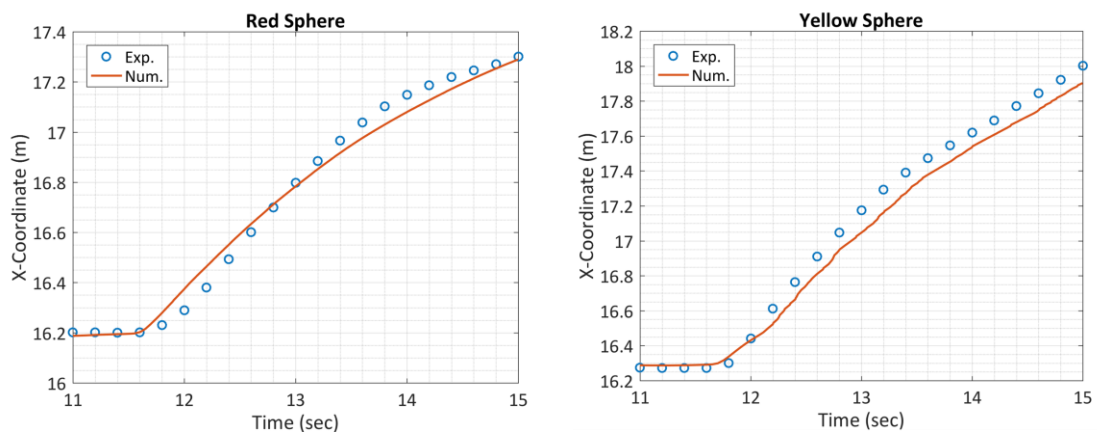 Red Sphere
17.4
17.2
17
16.8
16.6
16.4
16.2
16
X-Coordinate (m)
Exp.
Num.
11
12
13
14
15
Time (sec)
Yellow Sphere
18.2
18
17.8
17.6
17.4
17.2
17
16.8
16.6
16.4
16.2
X-Coordinate (m)
Exp.
Num.
11
12
13
14
15
Time (sec)